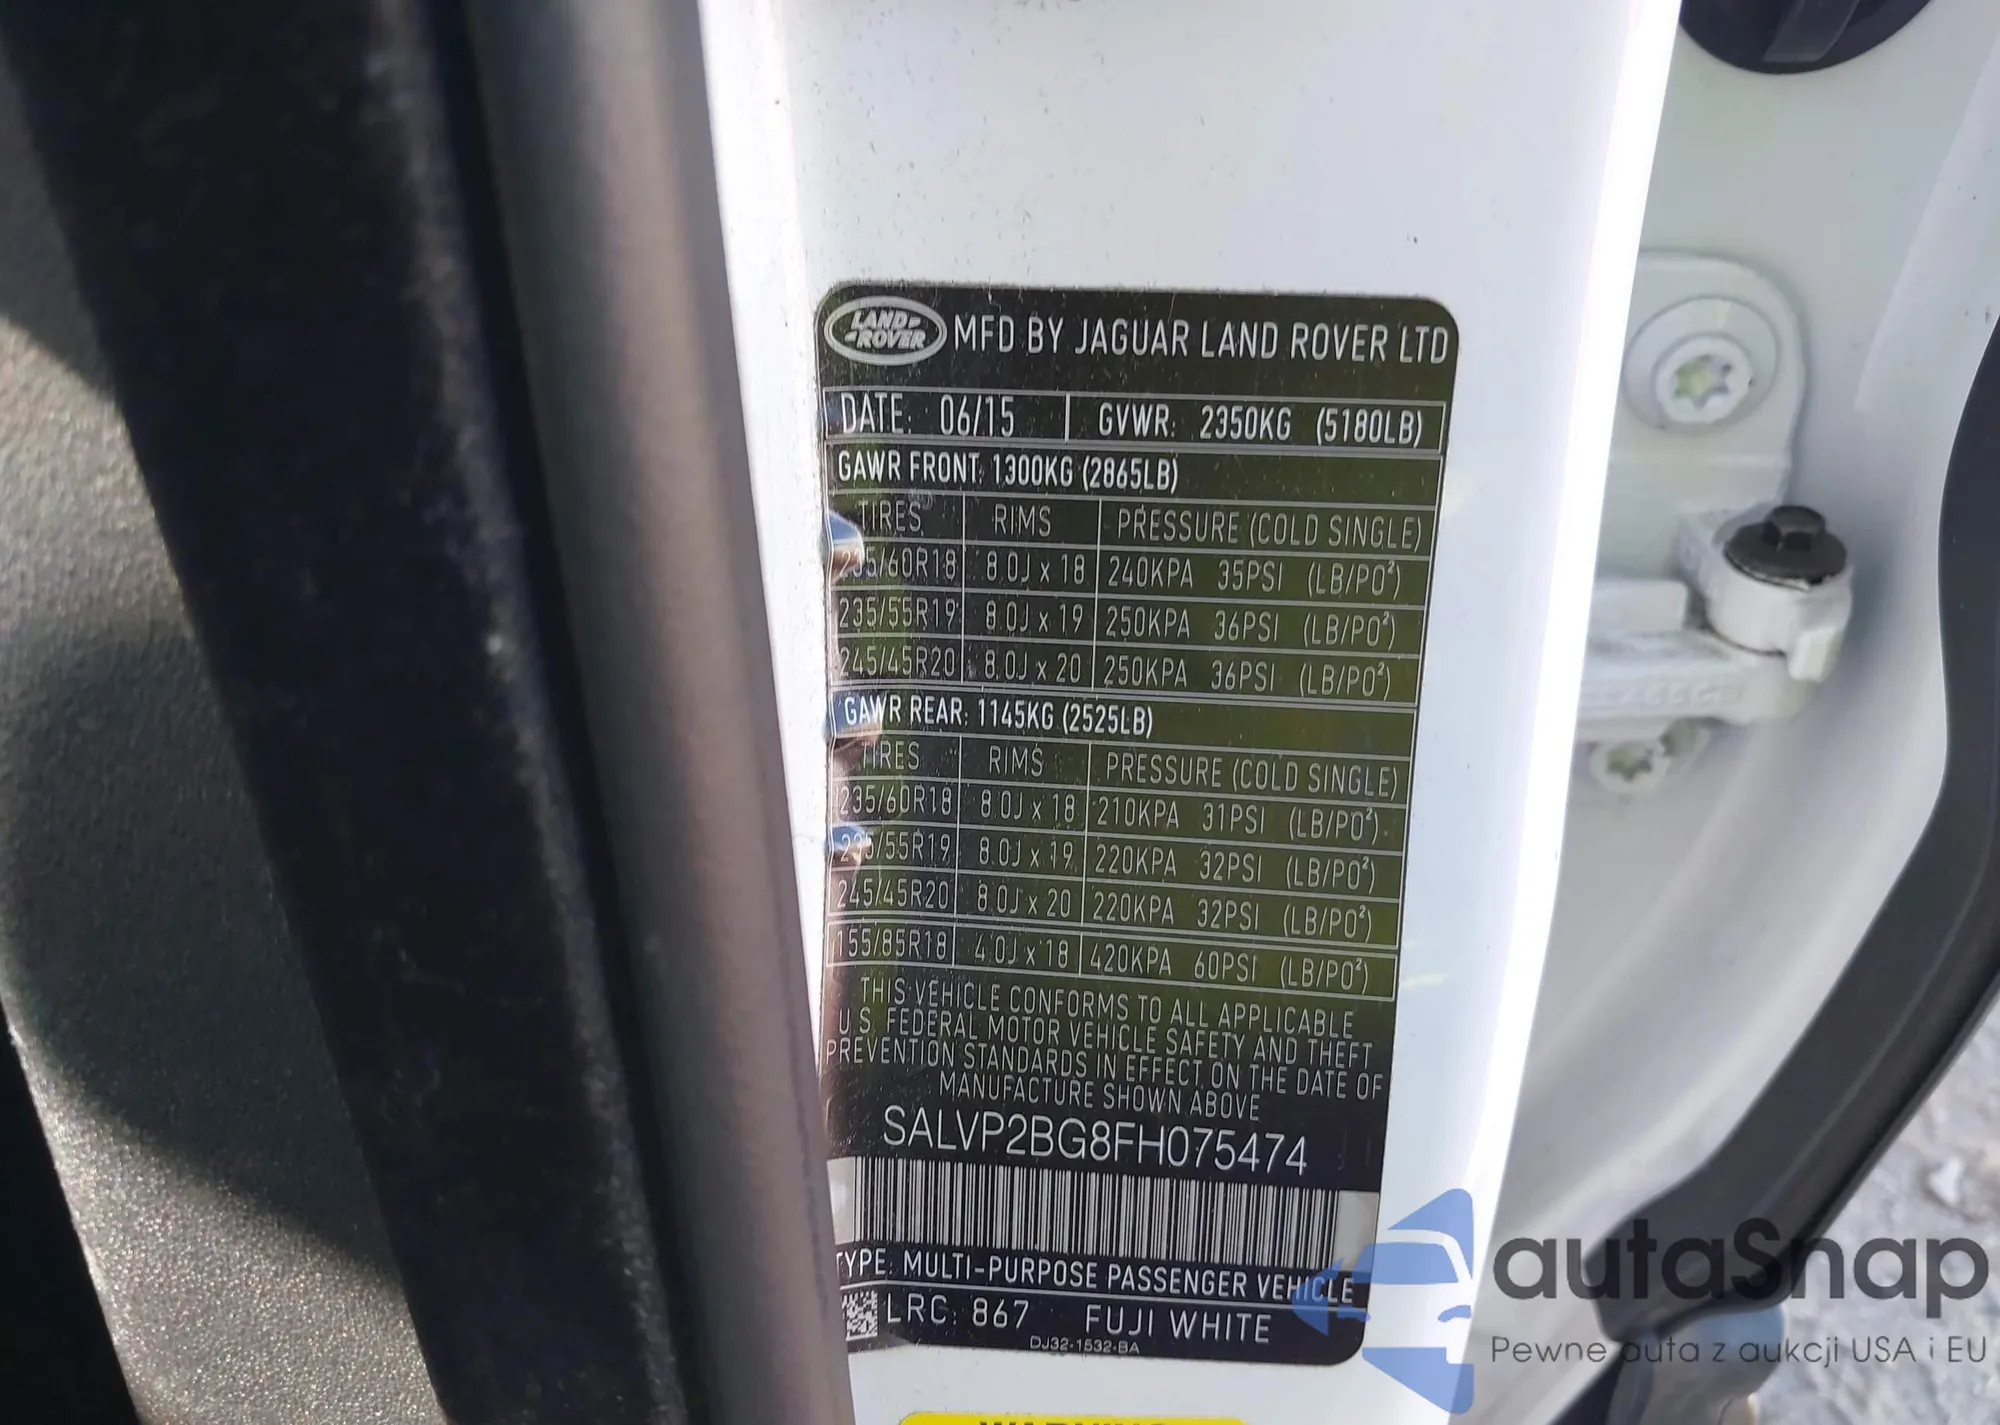 LAND ROVER MFD BY JAGUAR LAND ROVER LTD
DATE: 06/15 GVWR: 2350KG (5180LB)
GAWR FRONT: 1300KG (2865LB)
TIRES RIMS PRESSURE (COLD SINGLE)
235/60R18 8.0J x 18 240KPA 35PSI (LB/PO²)
235/55R19 8.0J x 19 250KPA 36PSI (LB/PO²)
245/45R20 8.0J x 20 250KPA 36PSI (LB/PO²)
GAWR REAR: 1145KG (2525LB)
TIRES RIMS PRESSURE (COLD SINGLE)
235/60R18 8.0J x 18 210KPA 31PSI (LB/PO²)
235/55R19 8.0J x 19 220KPA 32PSI (LB/PO²)
245/45R20 8.0J x 20 220KPA 32PSI (LB/PO²)
155/85R18 4.0J x 18 420KPA 60PSI (LB/PO²)
THIS VEHICLE CONFORMS TO ALL APPLICABLE
U.S. FEDERAL MOTOR VEHICLE SAFETY AND THEFT
PREVENTION STANDARDS IN EFFECT ON THE DATE OF
MANUFACTURE SHOWN ABOVE
SALVP2BG8FH075474
TYPE: MULTI-PURPOSE PASSENGER VEHICLE
LRC: 867 FUJI WHITE
DJ32-1532-BA
WARNING
autaSnap
Pewne auta z aukcji USA i EU